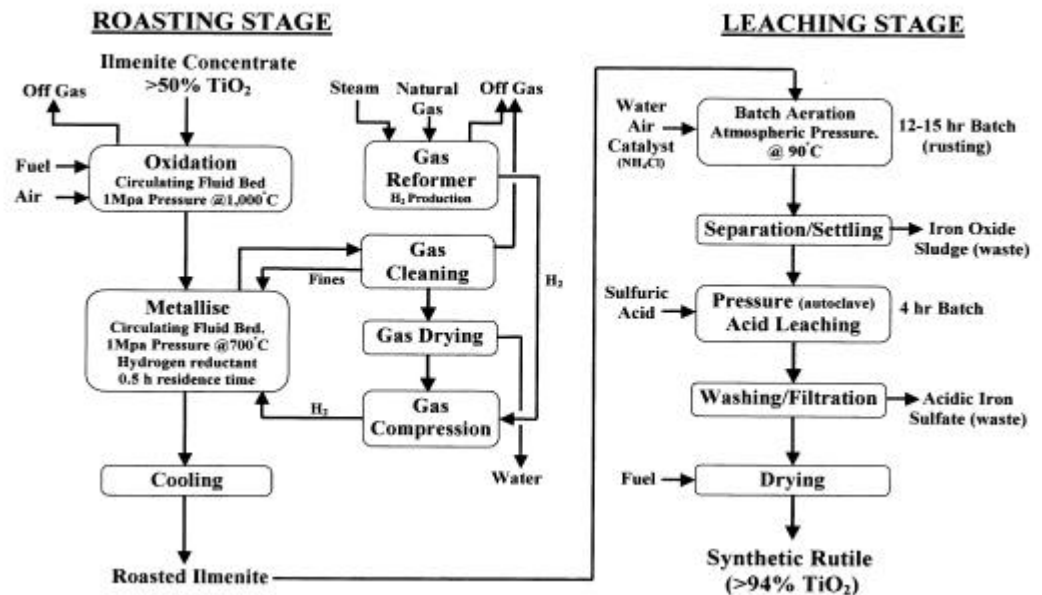 ROASTING STAGE
Ilmenite Concentrate
>50% TiO₂
Off Gas
Fuel
Air
Oxidation
Circulating Fluid Bed
1Mpa Pressure @1,000°C
Steam
Natural
Gas
Off Gas
Gas
Reformer
H₂ Production
Gas
Cleaning
Fines
H₂
Metallise
Circulating Fluid Bed.
1Mpa Pressure @700°C
Hydrogen reductant
0.5 h residence time
Gas Drying
H₂
Gas
Compression
Water
Cooling
Roasted Ilmenite
LEACHING STAGE
Water
Air
Catalyst
(NH₄Cl)
Batch Aeration
Atmospheric Pressure.
@ 90°C
12-15 hr Batch
(rusting)
Separation/Settling
Iron Oxide
Sludge (waste)
Sulfuric
Acid
Pressure (autoclave)
Acid Leaching
4 hr Batch
Washing/Filtration
Acidic Iron
Sulfate (waste)
Fuel
Drying
Synthetic Rutile
(>94% TiO₂)